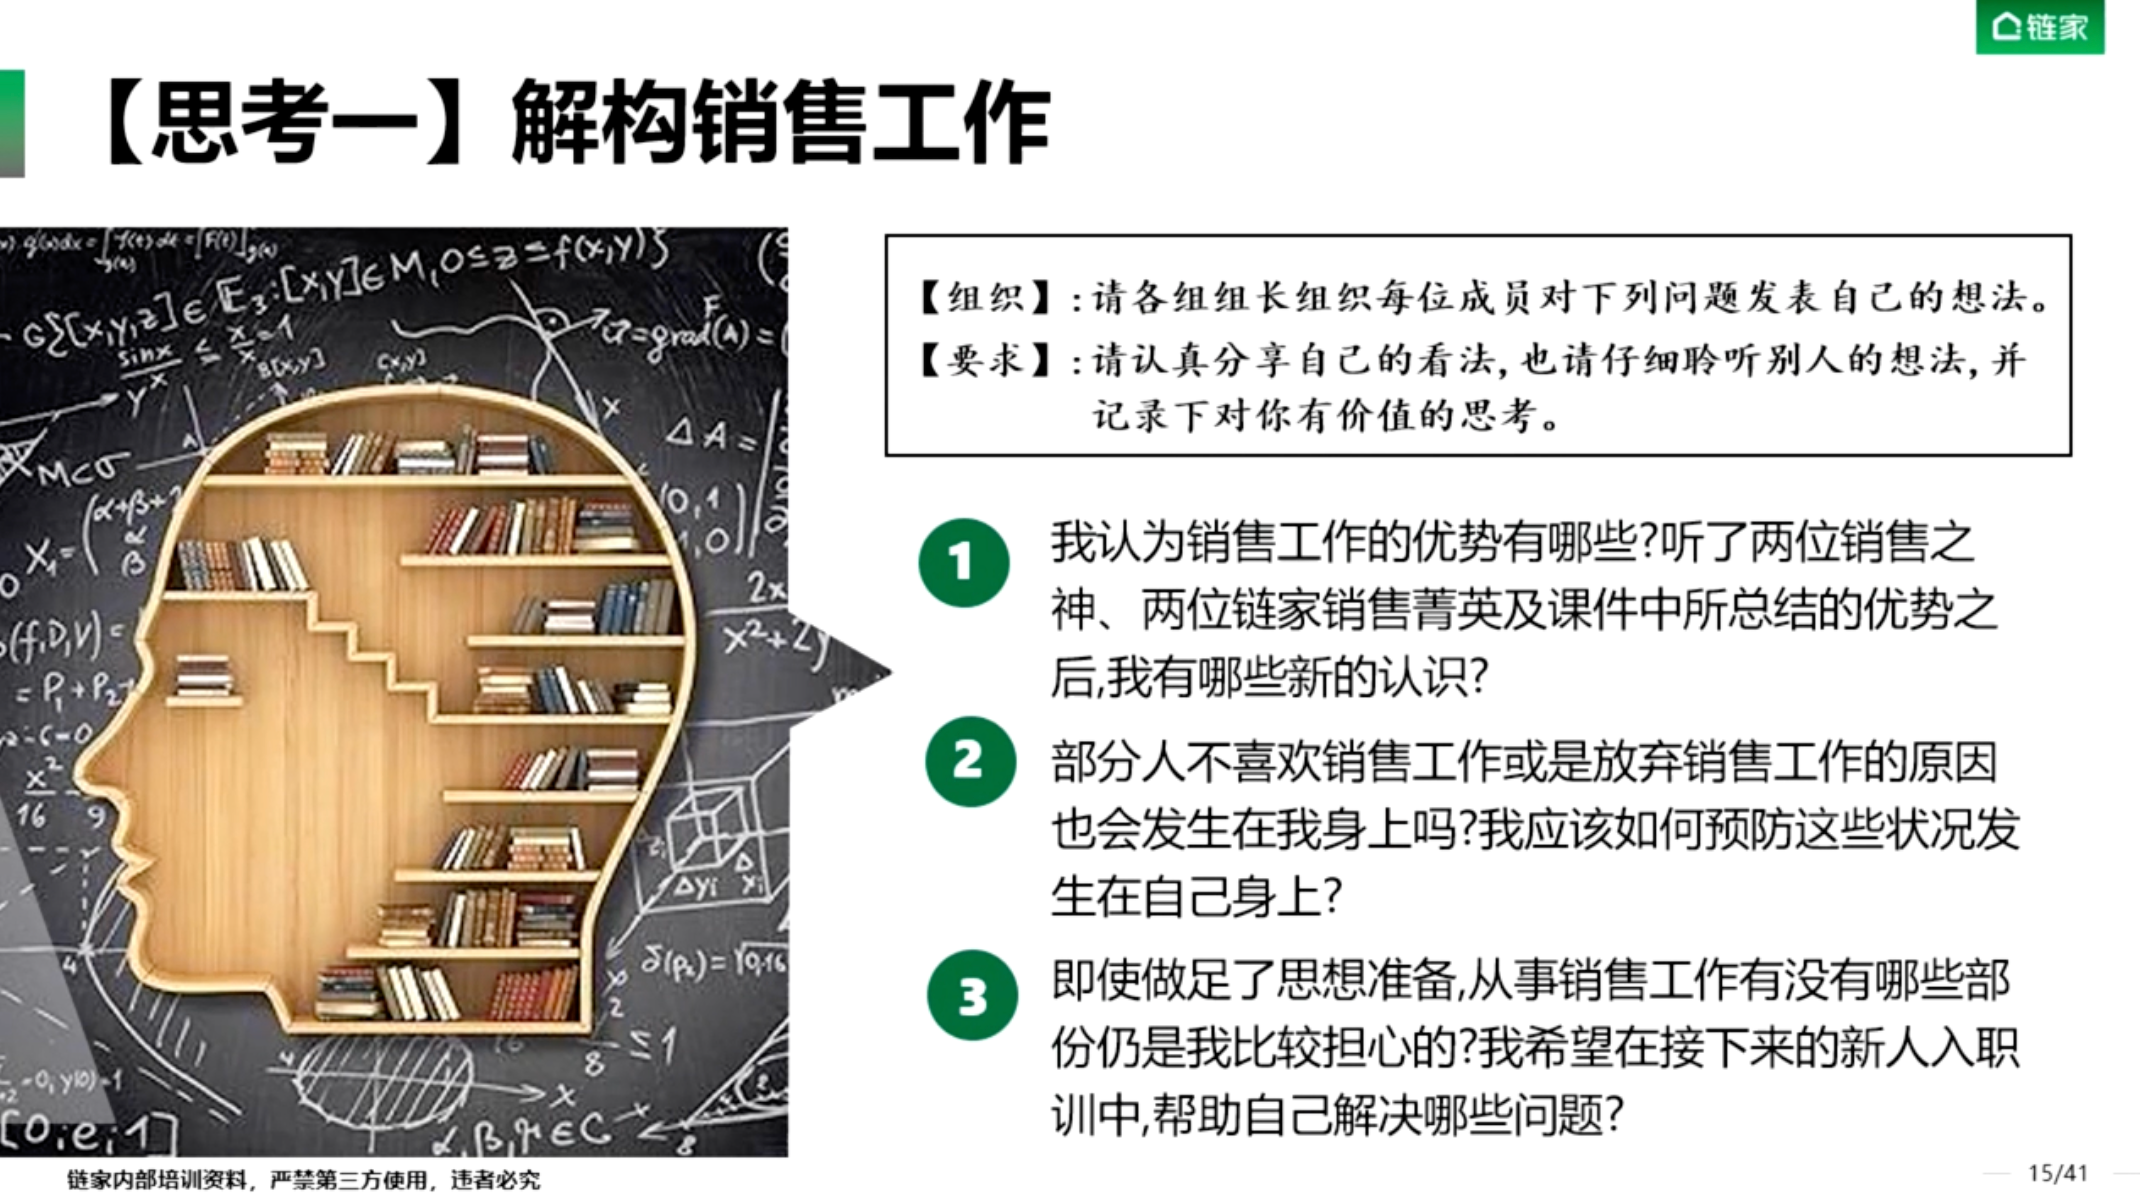 链家
【思考一】解构销售工作
【组织】:请各组组长组织每位成员对下列问题发表自己的想法。
【要求】:请认真分享自己的看法,也请仔细聆听别人的想法,并
记录下对你有价值的思考。
1 我认为销售工作的优势有哪些?听了两位销售之
神、两位链家销售菁英及课件中所总结的优势之
后,我有哪些新的认识?
2 部分人不喜欢销售工作或是放弃销售工作的原因
也会发生在我身上吗?我应该如何预防这些状况发
生在自己身上?
3 即使做足了思想准备,从事销售工作有没有哪些部
份仍是我比较担心的?我希望在接下来的新人入职
训中,帮助自己解决哪些问题?
链家内部培训资料，严禁第三方使用，违者必究
15/41